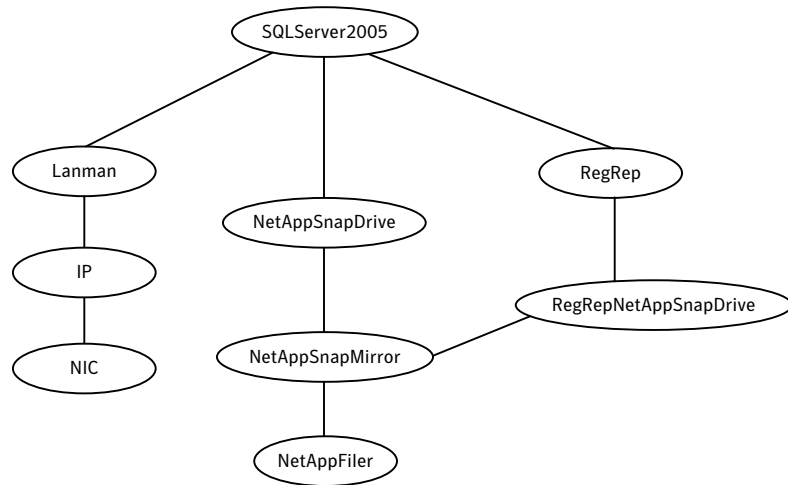 SQLServer2005
Lanman
RegRep
NetAppSnapDrive
IP
RegRepNetAppSnapDrive
NetAppSnapMirror
NIC
NetAppFiler